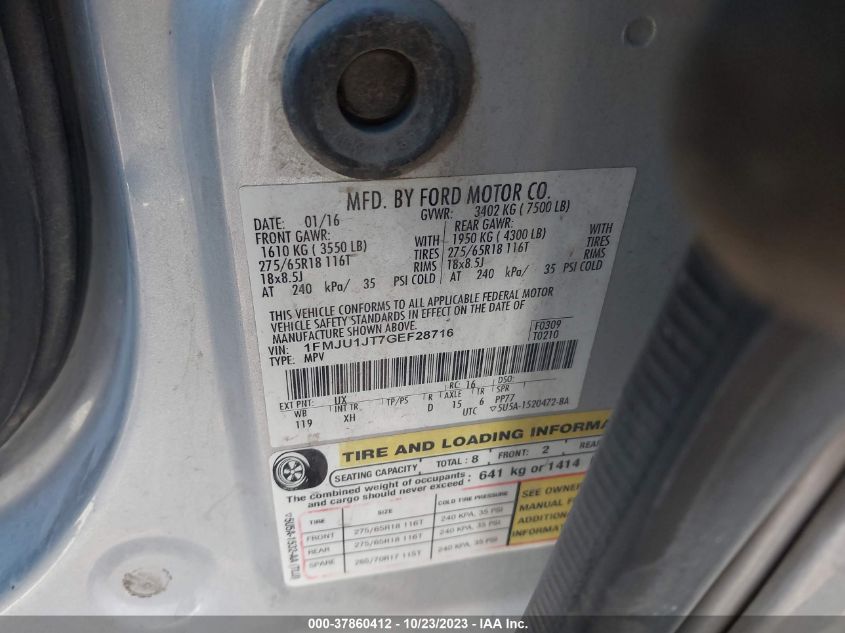 MFD. BY FORD MOTOR CO.
DATE: 01/16 GVWR: 3402 KG ( 7500 LB)
FRONT GAWR: REAR GAWR:
1610 KG ( 3550 LB) WITH 1950 KG ( 4300 LB) WITH
275/65R18 116T TIRES 275/65R18 116T TIRES
18x8.5J RIMS 18x8.5J RIMS
AT 240 kPa/ 35 PSI COLD AT 240 kPa/ 35 PSI COLD
THIS VEHICLE CONFORMS TO ALL APPLICABLE FEDERAL MOTOR
VEHICLE SAFETY STANDARDS IN EFFECT ON THE DATE OF
MANUFACTURE SHOWN ABOVE.
VIN: 1FMJU1JT7GEF28716 F0309
TYPE: MPV T0210
EXT PNT: UX RC: 16 DSO:
WB INT TR TP/PS R AXLE TR SPR
119 XH D 15 6 PP77
UTC ▽5U5A-1520472-BA
TIRE AND LOADING INFORMA
SEATING CAPACITY TOTAL : 8 FRONT: 2 REA
The combined weight of occupants
and cargo should never exceed : 641 kg or 1414
TIRE SIZE COLD TIRE PRESSURE
FRONT 275/65R18 116T 240 KPA, 35 PSI
REAR 275/65R18 116T 240 KPA, 35 PSI
SPARE 265/70R17 115T 240 KPA, 35 PSI
SEE OWNER
MANUAL F
ADDITION
INFORMATI
000-37860412 - 10/23/2023 - IAA Inc.